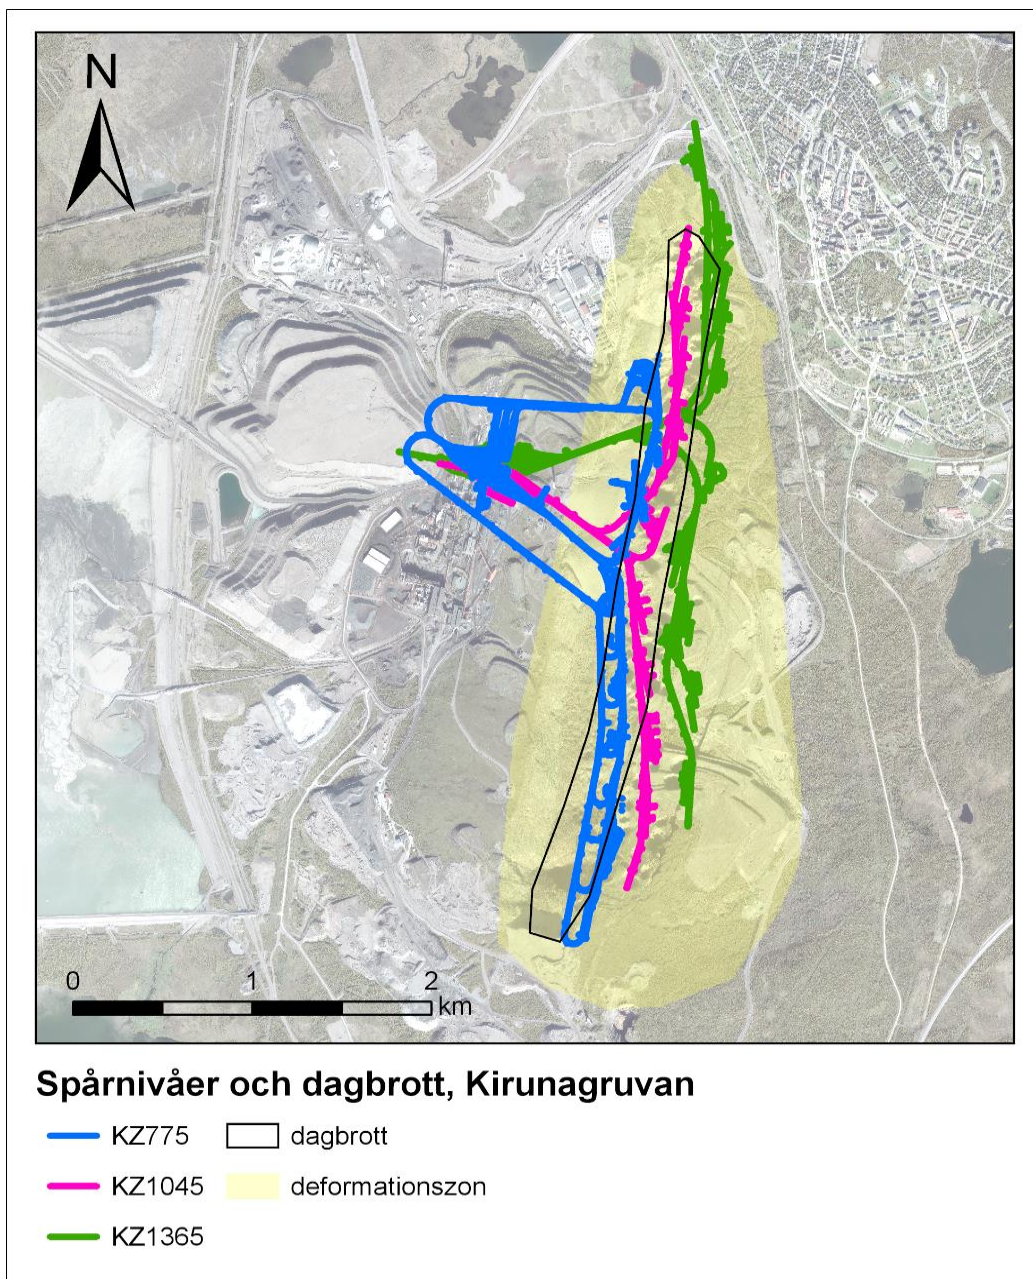 N
0 1 2
km
Spårnivåer och dagbrott, Kirunagruvan
KZ775 dagbrott
KZ1045 deformationszon
KZ1365